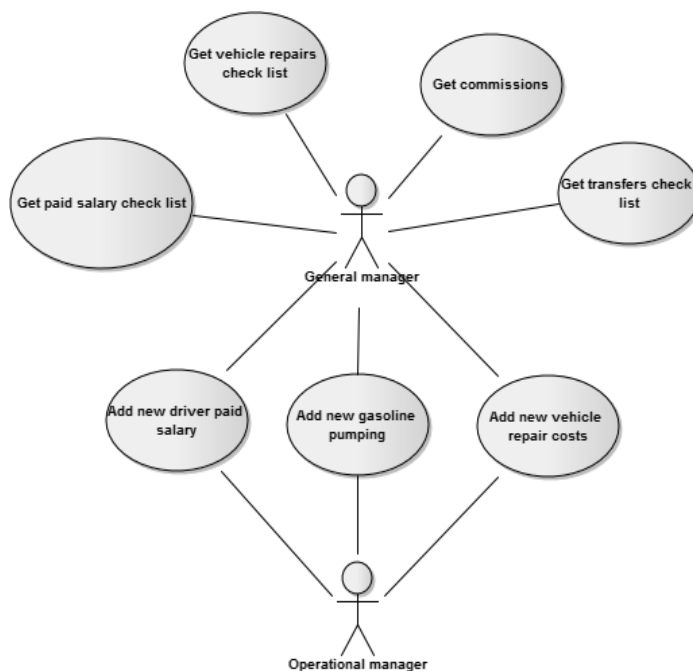 Get vehicle repairs
check list
Get commissions
Get paid salary check list
Get transfers check
list
General manager
Add new driver paid
salary
Add new gasoline
pumping
Add new vehicle
repair costs
Operational manager